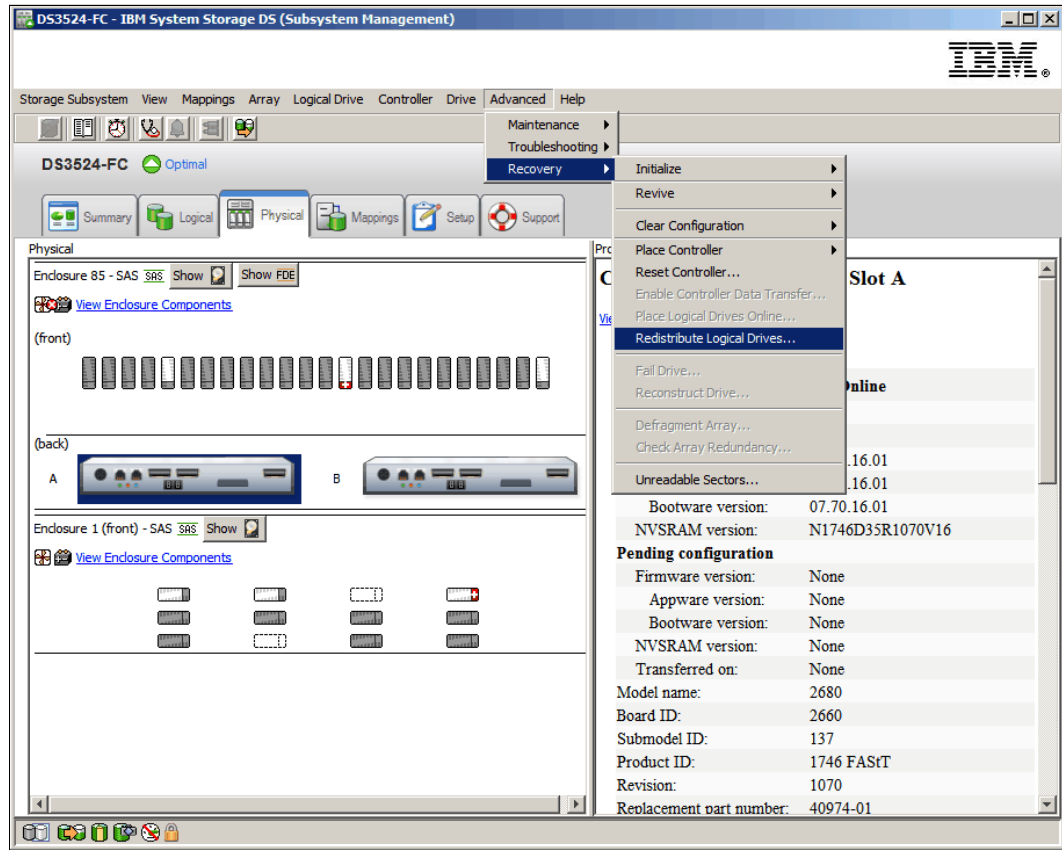 DS3524-FC - IBM System Storage DS (Subsystem Management)
IBM®
Storage Subsystem View Mappings Array Logical Drive Controller Drive Advanced Help
Maintenance
Troubleshooting
Recovery
DS3524-FC Optimal
Initialize
Revive
Clear Configuration
Place Controller
Reset Controller...
Enable Controller Data Transfer...
Place Logical Drives Online...
Redistribute Logical Drives...
Fail Drive...
Reconstruct Drive...
Defragment Array...
Check Array Redundancy...
Unreadable Sectors...
Summary Logical Physical Mappings Setup Support
Physical
Enclosure 85 - SAS SAS Show Show FDE
View Enclosure Components
(front)
(back)
A B
Enclosure 1 (front) - SAS SAS Show
View Enclosure Components
Slot A
.16.01
.16.01
Bootware version: 07.70.16.01
NVSRAM version: N1746D35R1070V16
Pending configuration
Firmware version: None
Appware version: None
Bootware version: None
NVSRAM version: None
Transferred on: None
Model name: 2680
Board ID: 2660
Submodel ID: 137
Product ID: 1746 FAStT
Revision: 1070
Replacement part number: 40974-01